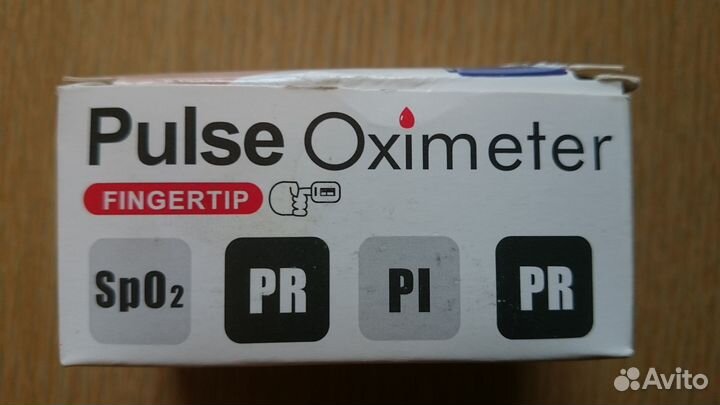 Pulse Oximeter
FINGERTIP
SpO₂ PR PI PR
Avito